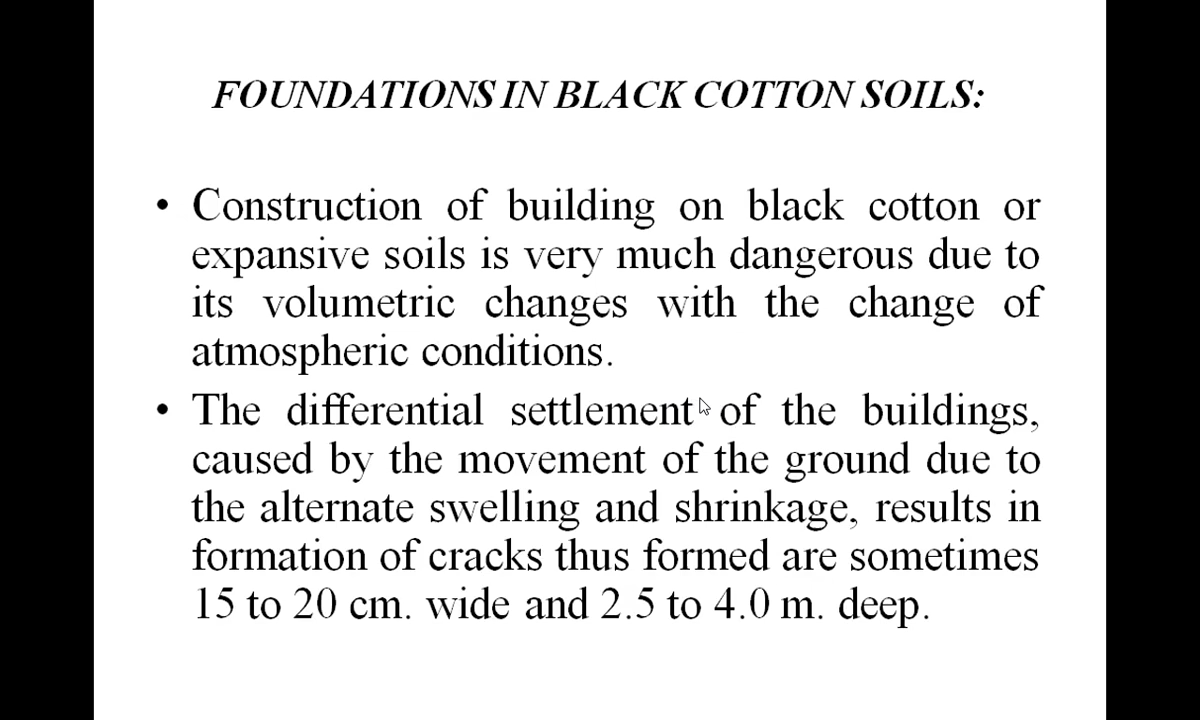 FOUNDATIONS IN BLACK COTTON SOILS:
• Construction of building on black cotton or
expansive soils is very much dangerous due to
its volumetric changes with the change of
atmospheric conditions.
• The differential settlement of the buildings,
caused by the movement of the ground due to
the alternate swelling and shrinkage, results in
formation of cracks thus formed are sometimes
15 to 20 cm. wide and 2.5 to 4.0 m. deep.